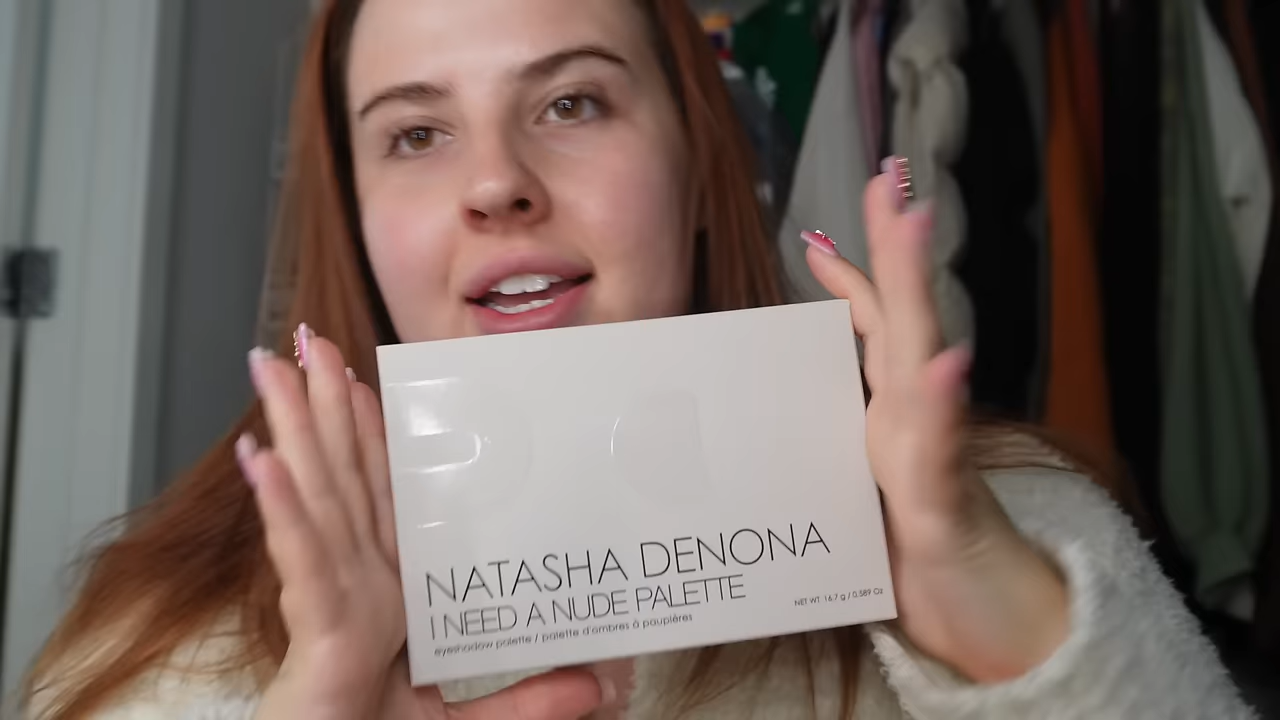 NATASHA DENONA
I NEED A NUDE PALETTE
eyeshadow palette / palette d'ombres à paupières
NET WT. 16.7 g / 0.589 Oz